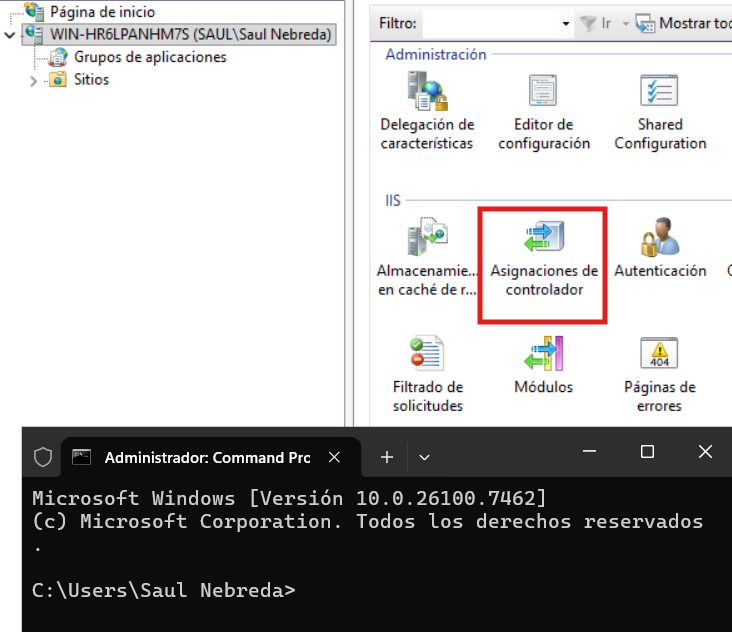 Página de inicio
WIN-HR6LPANHM7S (SAUL\Saul Nebreda)
Grupos de aplicaciones
Sitios
Filtro:
Ir
Mostrar
Administración
Delegación de
características
Editor de
configuración
Shared
Configuration
IIS
Almacenamie...
en caché de r...
Asignaciones de
controlador
Autenticación
Filtrado de
solicitudes
Módulos
404
Páginas de
errores
Administrador: Command Prc
Microsoft Windows [Versión 10.0.26100.7462]
(c) Microsoft Corporation. Todos los derechos reservados
.
C:\Users\Saul Nebreda>